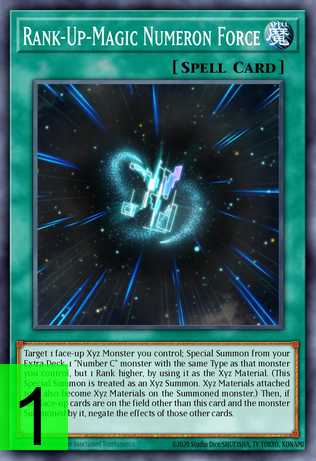 Rank-Up-Magic Numeron Force
[ Spell Card ]
Target 1 face-up Xyz Monster you control; Special Summon from your
Extra Deck, 1 "Number C" monster with the same Type as that monster
you control, but 1 Rank higher, by using it as the Xyz Material. (This
Special Summon is treated as an Xyz Summon. Xyz Materials attached
also become Xyz Materials on the Summoned monster.) Then, if
face-up cards are on the field other than this card and the monster
Summoned by it, negate the effects of those other cards.
1
©2020 Studio Dice/SHUEISHA, TV TOKYO, KONAMI